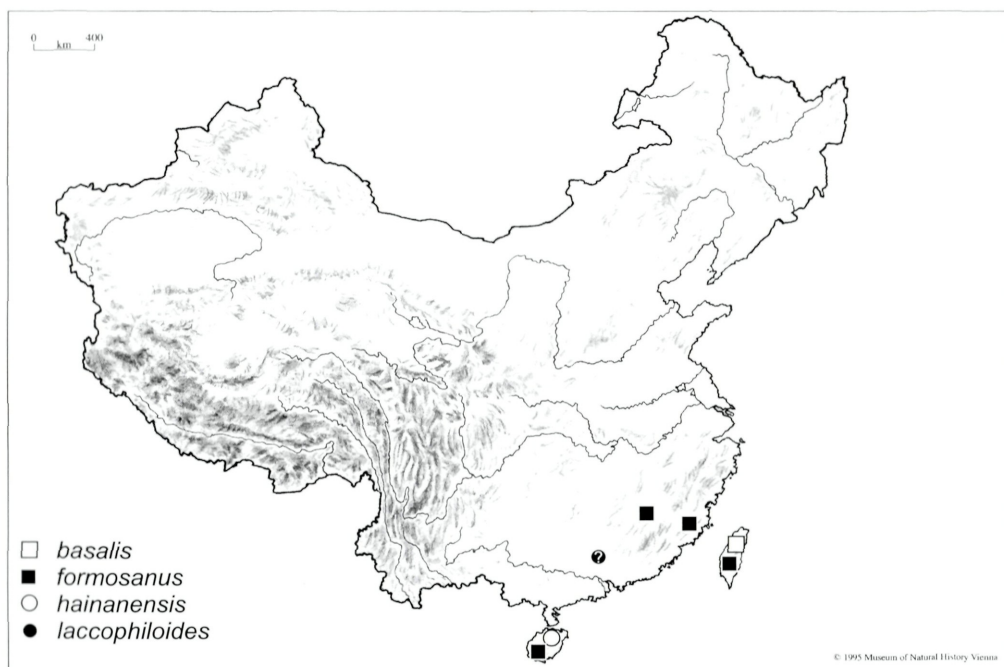 0 400
km
?
basalis
formosanus
hainanensis
laccophiloides
© 1995 Museum of Natural History Vienna